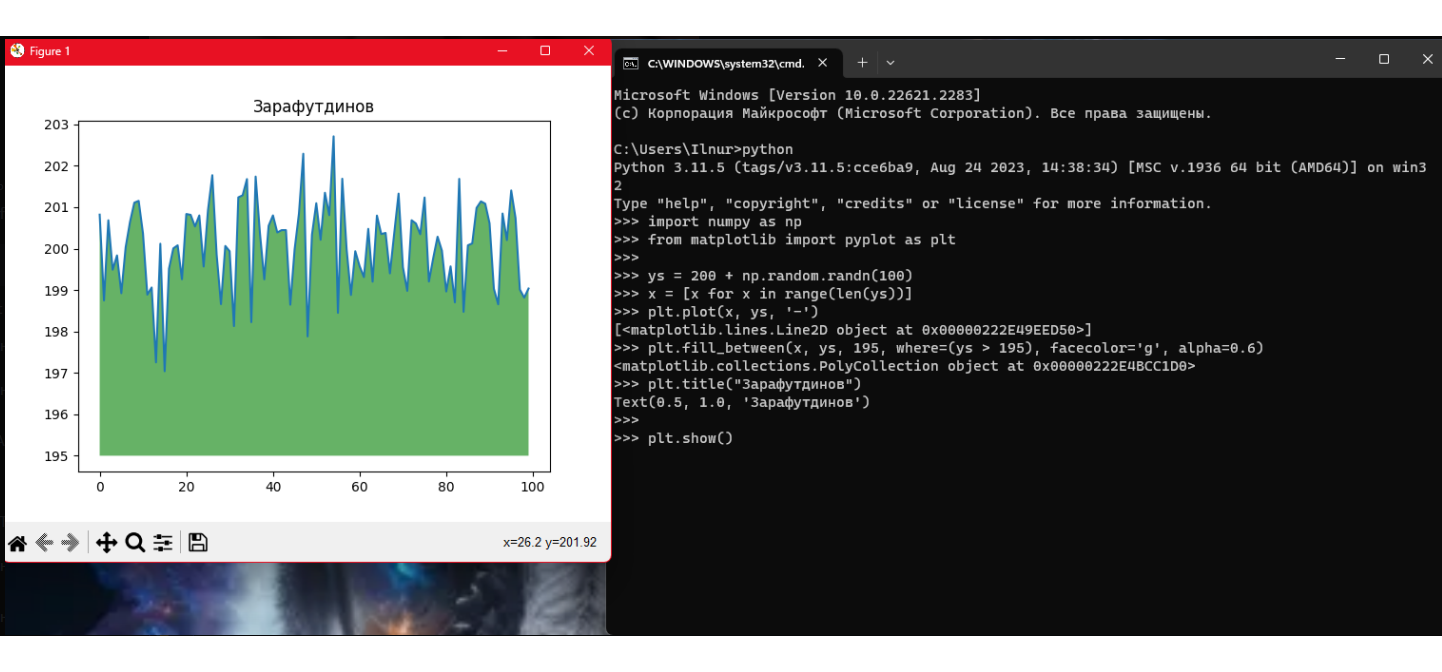 Figure 1
Зарафутдинов
203
202
201
200
199
198
197
196
195
0 20 40 60 80 100
x=26.2 y=201.92
C:\WINDOWS\system32\cmd.
Microsoft Windows [Version 10.0.22621.2283]
(c) Корпорация Майкрософт (Microsoft Corporation). Все права защищены.
C:\Users\Ilnur>python
Python 3.11.5 (tags/v3.11.5:cce6ba9, Aug 24 2023, 14:38:34) [MSC v.1936 64 bit (AMD64)] on win3
2
Type "help", "copyright", "credits" or "license" for more information.
>>> import numpy as np
>>> from matplotlib import pyplot as plt
>>>
>>> ys = 200 + np.random.randn(100)
>>> x = [x for x in range(len(ys))]
>>> plt.plot(x, ys, '-')
[<matplotlib.lines.Line2D object at 0x00000222E49EED50>]
>>> plt.fill_between(x, ys, 195, where=(ys > 195), facecolor='g', alpha=0.6)
<matplotlib.collections.PolyCollection object at 0x00000222E4BCC1D0>
>>> plt.title("Зарафутдинов")
Text(0.5, 1.0, 'Зарафутдинов')
>>>
>>> plt.show()